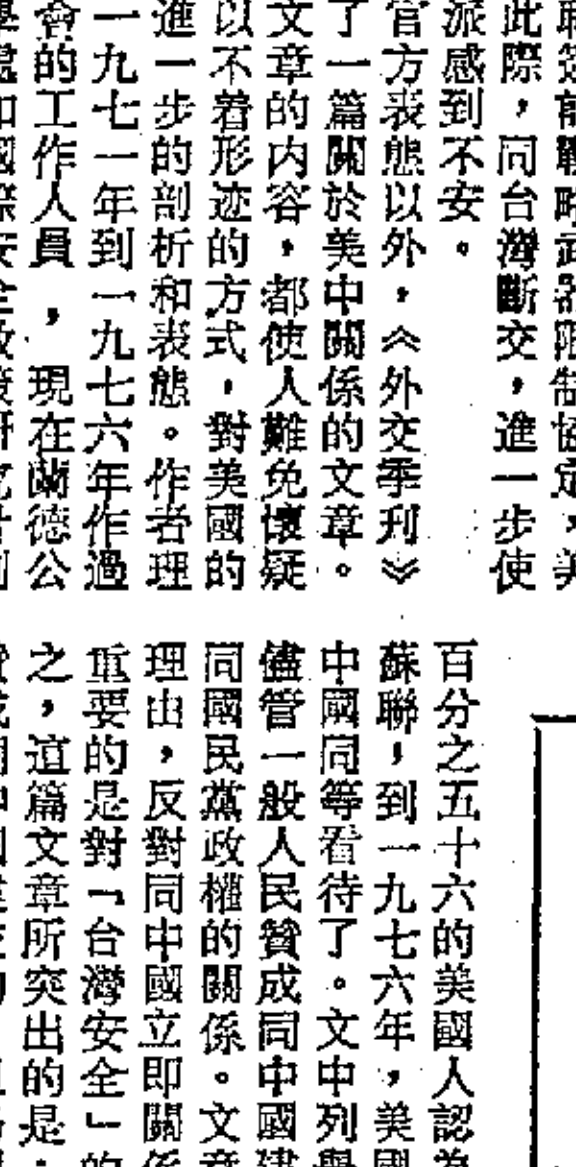 聯簽訂戰略武器限制協定，美
此際，同台灣斷交，進一步使
派感到不安。
官方表態以外，《外交季刊》
了一篇關於美中關係的文章。
文章的內容，都使人難免懷疑
以不着形迹的方式，對美國的
進一步的剖析和表態。作者理
一九七一年到一九七六年作過
會的工作人員，現在蘭德公
百分之五十六的美國人認為
蘇聯，到一九七六年，美國
中國同等看待了。文中列舉
儘管一般人民贊成同中國建
同國民黨政權的關係。文章
理由，反對同中國立即關係
重要的是對「台灣安全」的
之，這篇文章所突出的是：